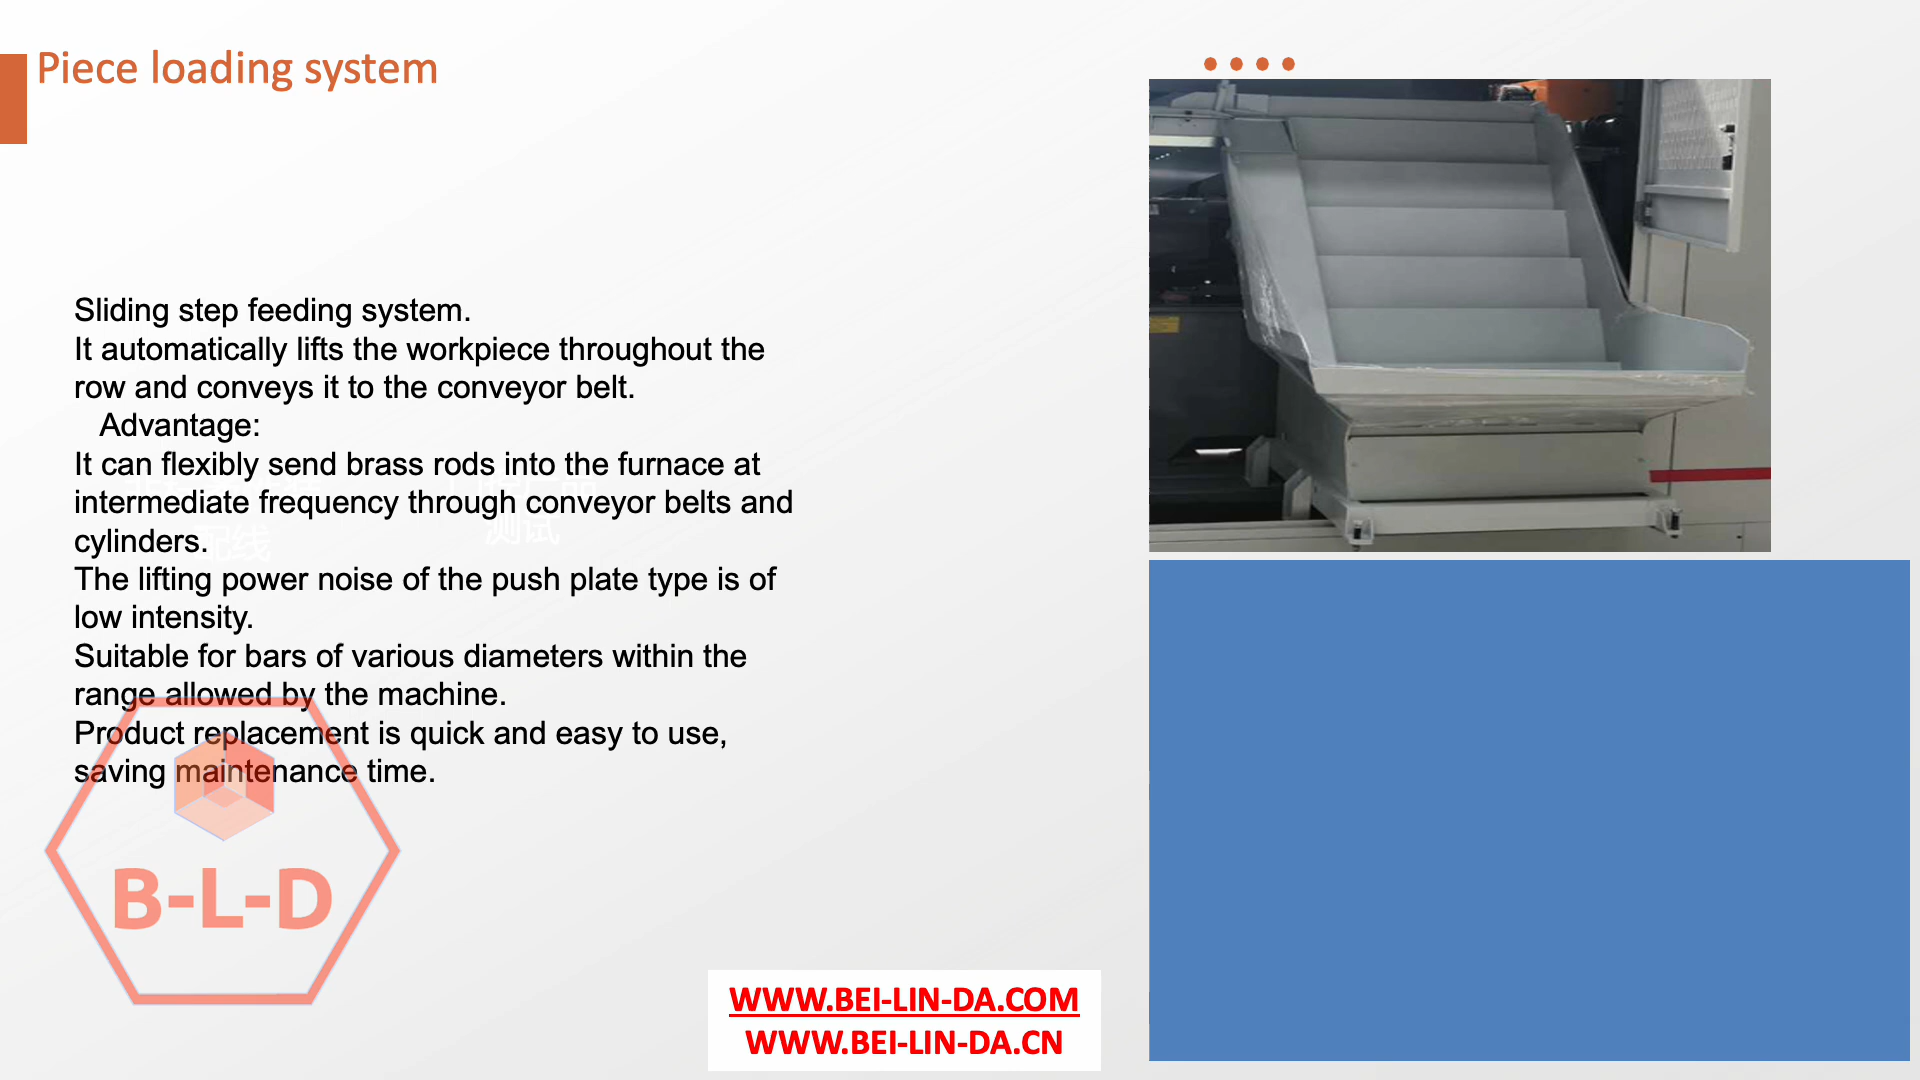 Piece loading system
Sliding step feeding system.
It automatically lifts the workpiece throughout the
row and conveys it to the conveyor belt.
Advantage:
It can flexibly send brass rods into the furnace at
intermediate frequency through conveyor belts and
cylinders.
The lifting power noise of the push plate type is of
low intensity.
Suitable for bars of various diameters within the
range allowed by the machine.
Product replacement is quick and easy to use,
saving maintenance time.
测试
配线
B-L-D
WWW.BEI-LIN-DA.COM
WWW.BEI-LIN-DA.CN